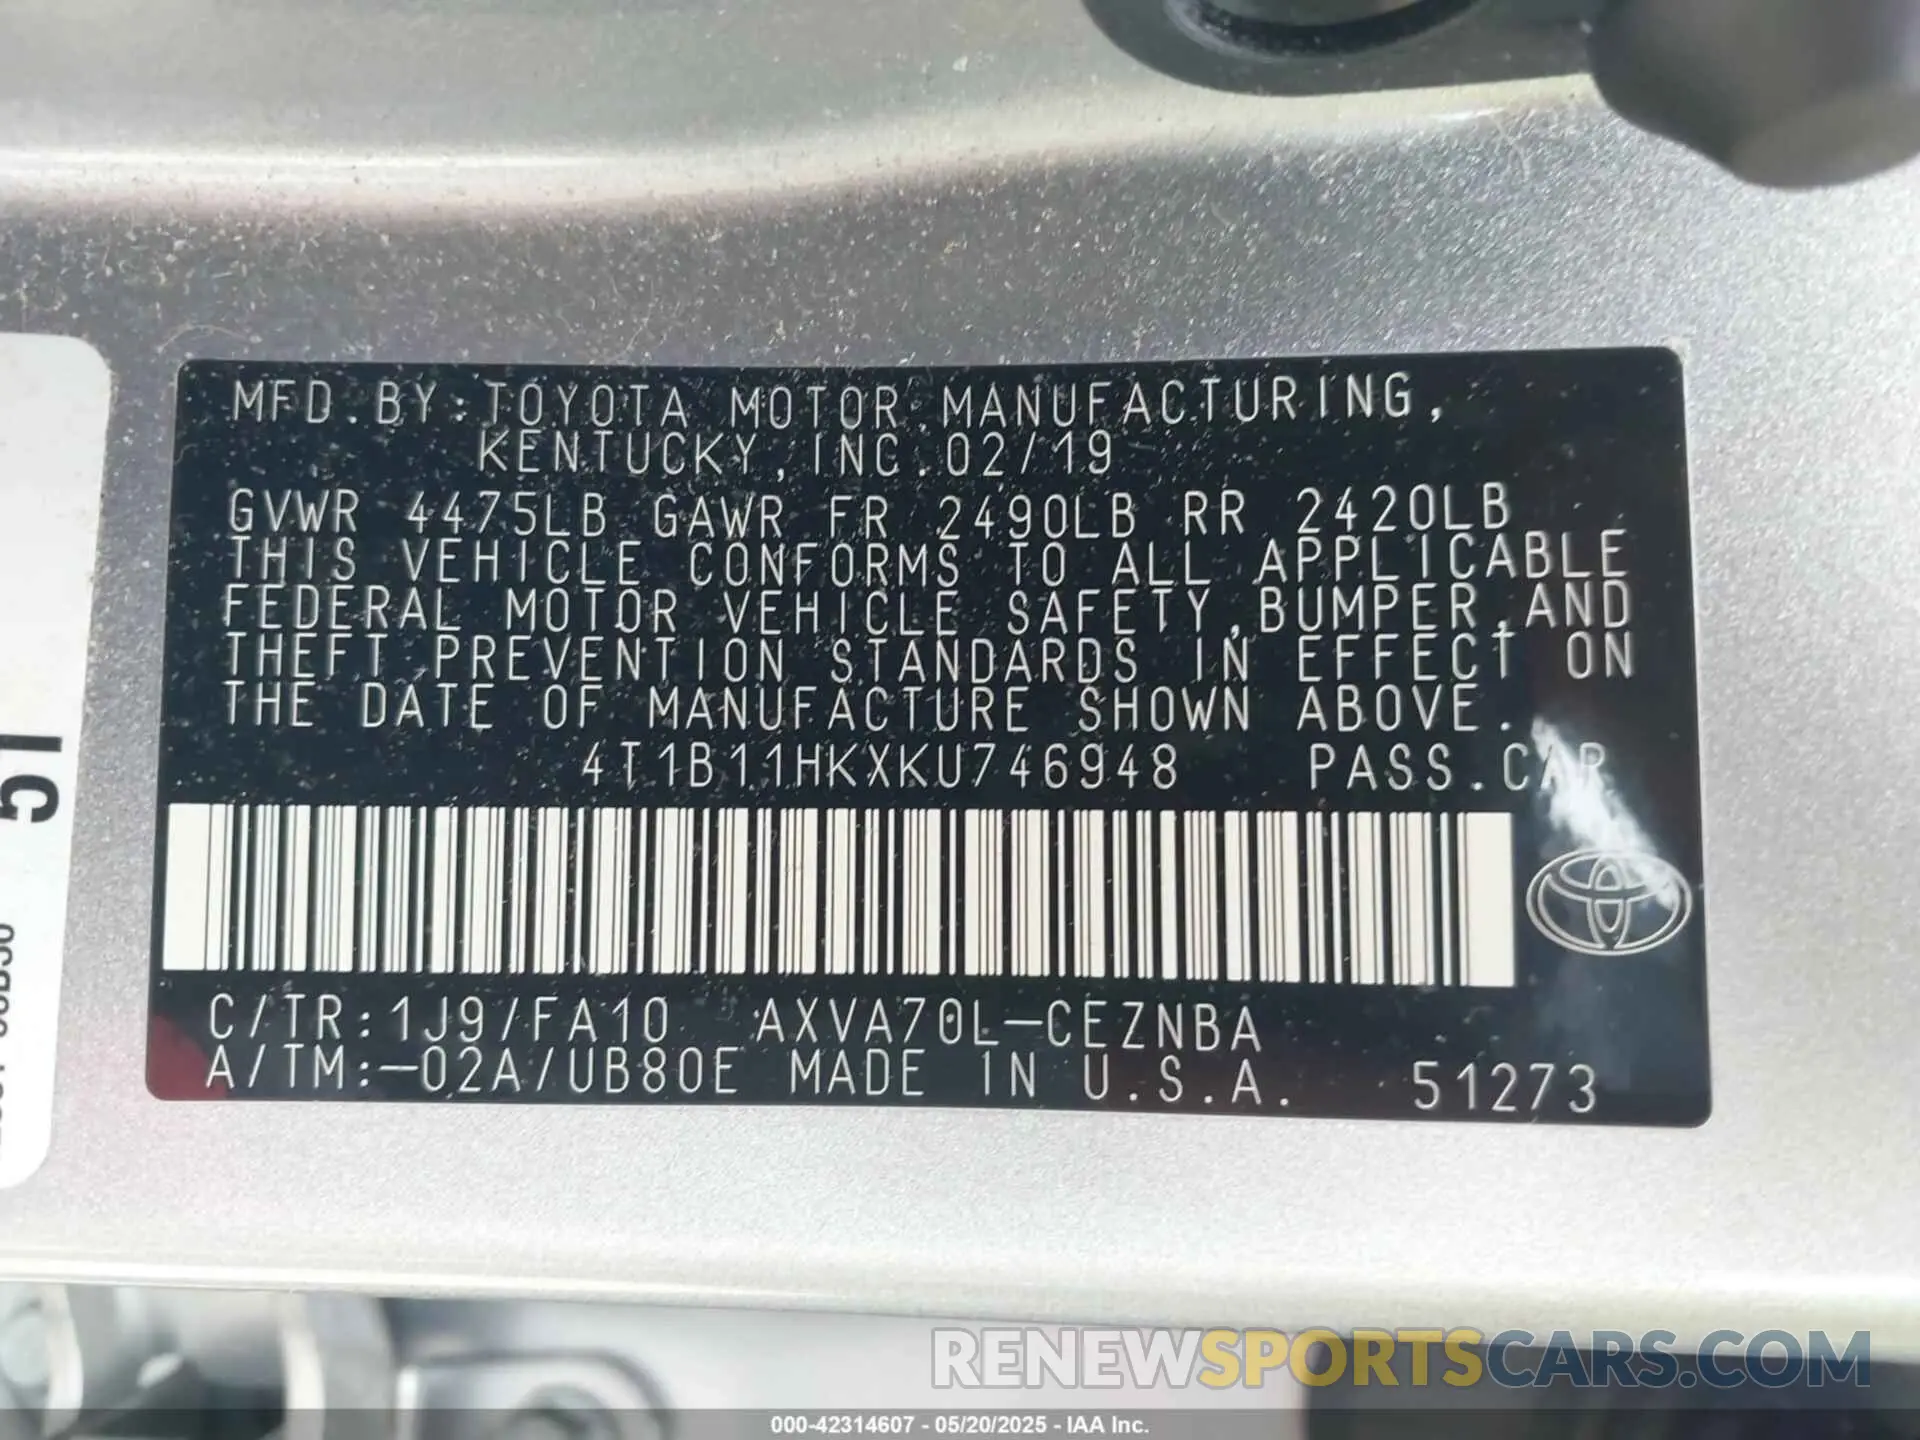 MFD.BY:TOYOTA MOTOR MANUFACTURING,
KENTUCKY,INC.02/19
GVWR 4475LB GAWR FR 2490LB RR 2420LB
THIS VEHICLE CONFORMS TO ALL APPLICABLE
FEDERAL MOTOR VEHICLE SAFETY,BUMPER,AND
THEFT PREVENTION STANDARDS IN EFFECT ON
THE DATE OF MANUFACTURE SHOWN ABOVE.
4T1B11HKXKU746948 PASS.CAR
C/TR:1J9/FA10 AXVA70L-CEZNBA
A/TM:-02A/UB80E MADE IN U.S.A. 51273
RENEWSPORTSCARS.COM
000-42314607 - 05/20/2025 - IAA Inc.